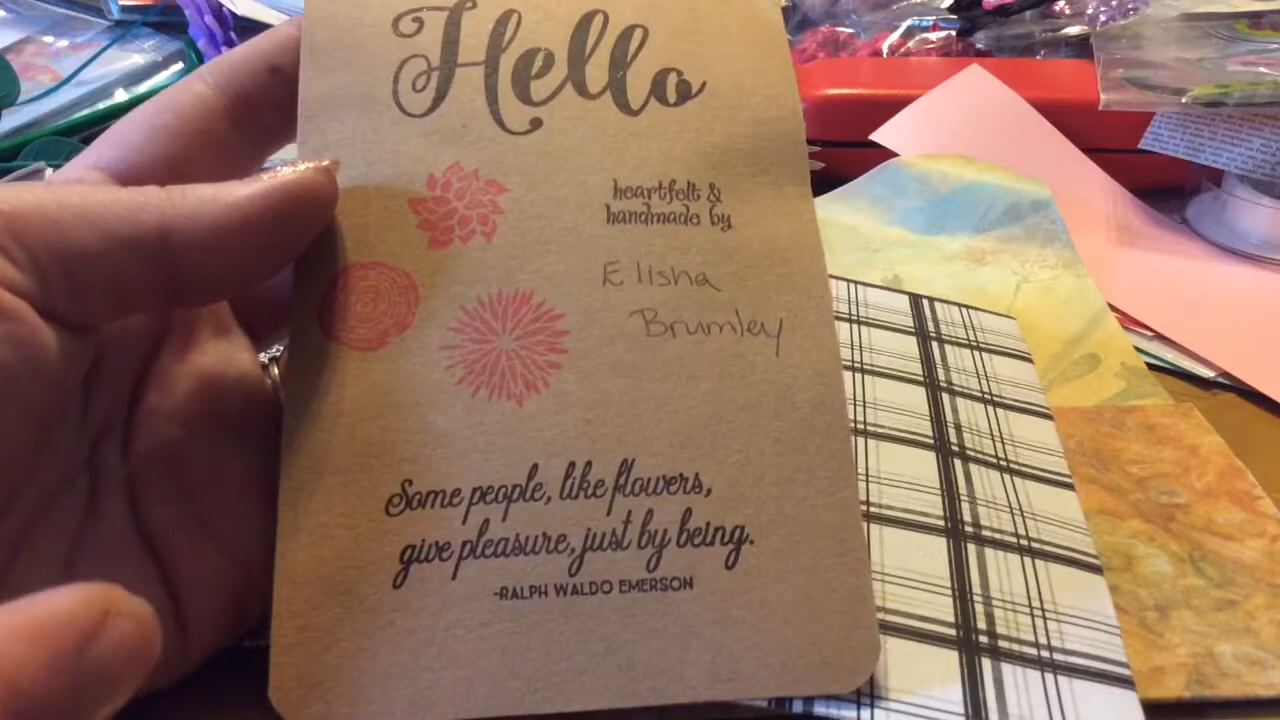 Hello
heartfelt &
handmade by
Elisha
Brumley
Some people, like flowers,
give pleasure, just by being.
-RALPH WALDO EMERSON